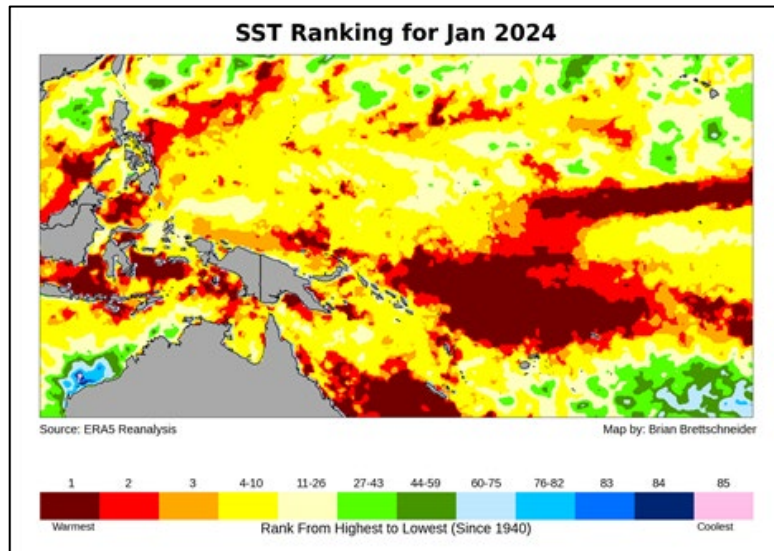 SST Ranking for Jan 2024
Source: ERA5 Reanalysis Map by: Brian Brettschneider
1 2 3 4-10 11-26 27-43 44-59 60-75 76-82 83 84 85
Warmest Rank From Highest to Lowest (Since 1940) Coolest